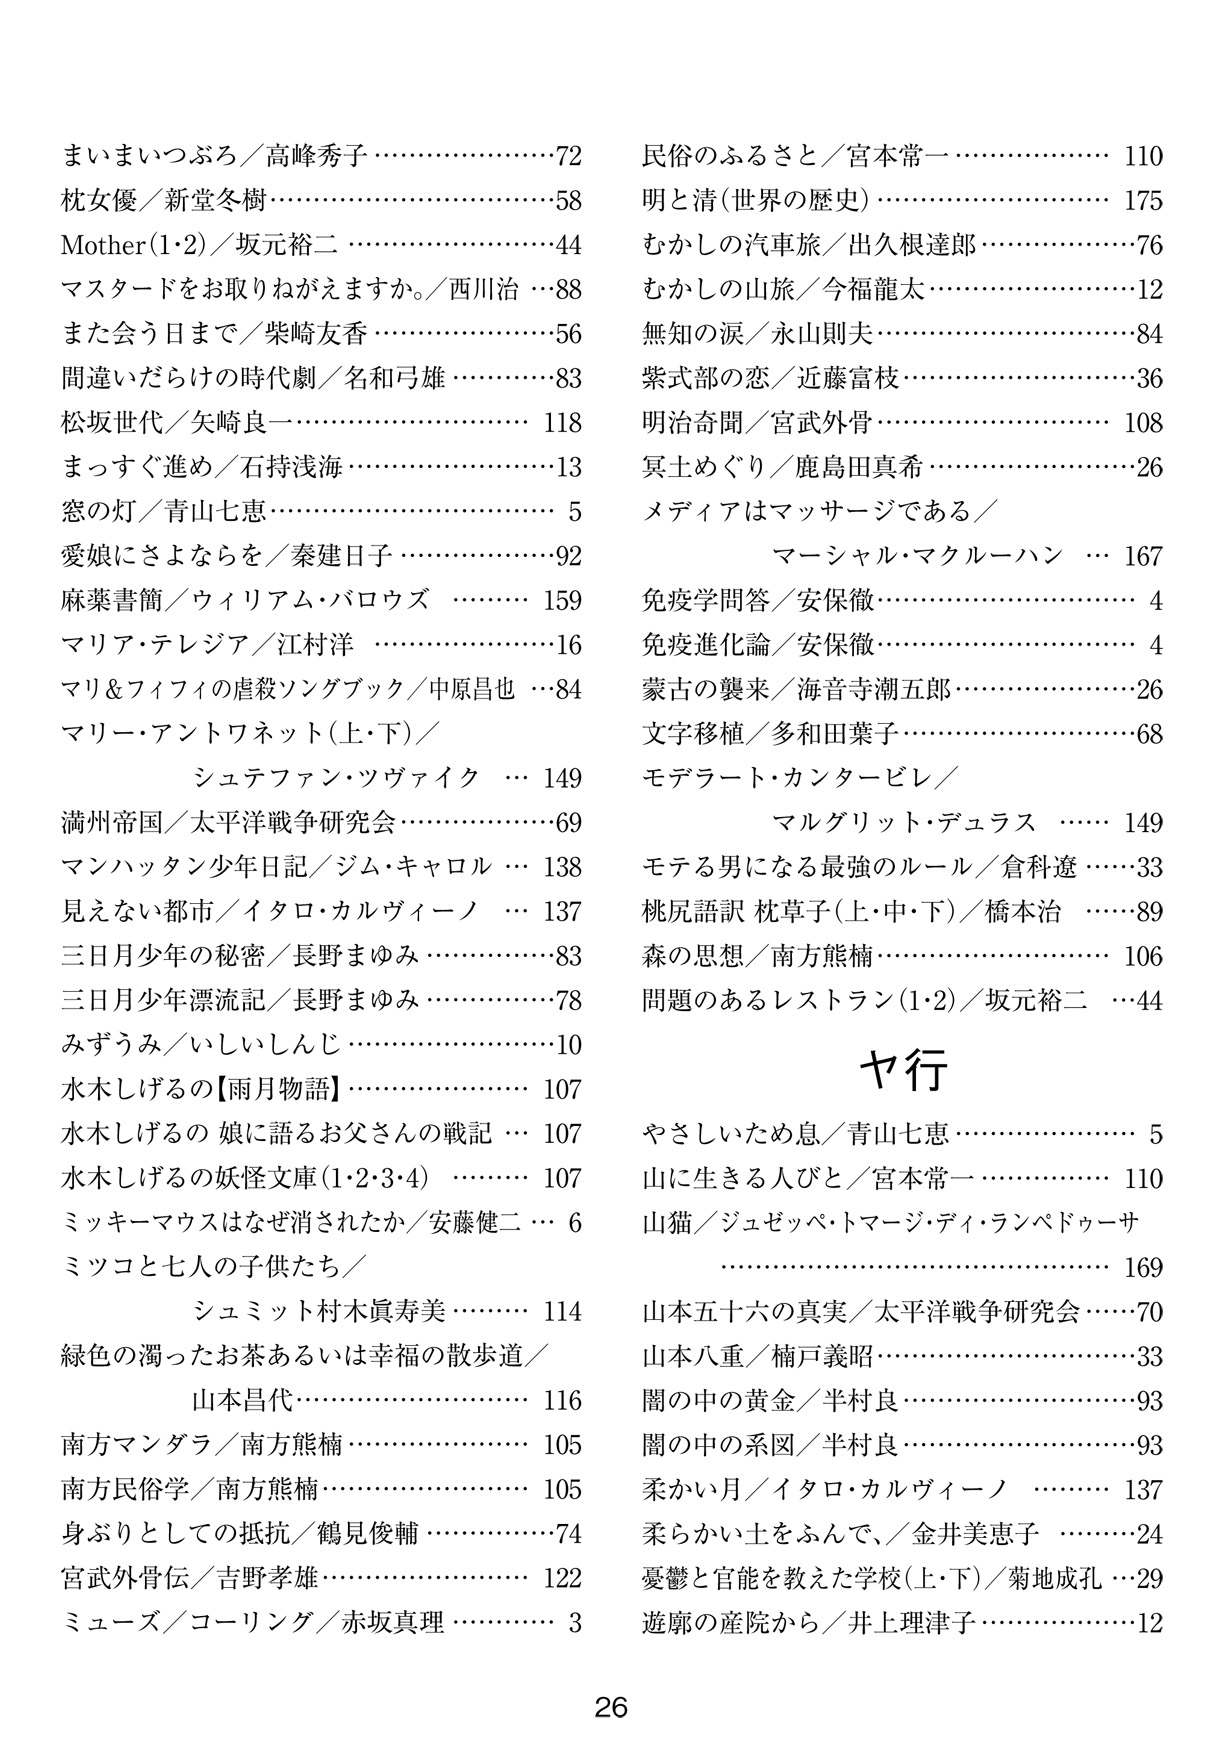 まいまいつぶろ／高峰秀子…………………72
枕女優／新堂冬樹……………………………58
Mother(1・2)／坂元裕二 ……………………44
マスタードをお取りねがえますか。／西川治 …88
また会う日まで／柴崎友香…………………56
間違いだらけの時代劇／名和弓雄…………83
松坂世代／矢崎良一……………………… 118
まっすぐ進め／石持浅海……………………13
窓の灯／青山七恵…………………………… 5
愛娘にさよならを／秦建日子………………92
麻薬書簡／ウィリアム・バロウズ ……… 159
マリア・テレジア／江村洋 …………………16
マリ＆フィフィの虐殺ソングブック／中原昌也 …84
マリー・アントワネット(上・下)／
シュテファン・ツヴァイク … 149
満州帝国／太平洋戦争研究会………………69
マンハッタン少年日記／ジム・キャロル … 138
見えない都市／イタロ・カルヴィーノ … 137
三日月少年の秘密／長野まゆみ……………83
三日月少年漂流記／長野まゆみ……………78
みずうみ／いしいしんじ……………………10
水木しげるの【雨月物語】………………… 107
水木しげるの 娘に語るお父さんの戦記 … 107
水木しげるの妖怪文庫(1・2・3・4) ……… 107
ミッキーマウスはなぜ消されたか／安藤健二 … 6
ミツコと七人の子供たち／
シュミット村木眞寿美……… 114
緑色の濁ったお茶あるいは幸福の散歩道／
山本昌代……………………… 116
南方マンダラ／南方熊楠………………… 105
南方民俗学／南方熊楠…………………… 105
身ぶりとしての抵抗／鶴見俊輔……………74
宮武外骨伝／吉野孝雄…………………… 122
ミューズ／コーリング／赤坂真理………… 3
民俗のふるさと／宮本常一……………… 110
明と清(世界の歴史)……………………… 175
むかしの汽車旅／出久根達郎………………76
むかしの山旅／今福龍太……………………12
無知の涙／永山則夫…………………………84
紫式部の恋／近藤富枝………………………36
明治奇聞／宮武外骨……………………… 108
冥土めぐり／鹿島田真希……………………26
メディアはマッサージである／
マーシャル・マクルーハン … 167
免疫学問答／安保徹………………………… 4
免疫進化論／安保徹………………………… 4
蒙古の襲来／海音寺潮五郎…………………26
文字移植／多和田葉子………………………68
モデラート・カンタービレ／
マルグリット・デュラス …… 149
モテる男になる最強のルール／倉科遼……33
桃尻語訳 枕草子(上・中・下)／橋本治 ……89
森の思想／南方熊楠……………………… 106
問題のあるレストラン(1・2)／坂元裕二 …44
ヤ行
やさしいため息／青山七恵………………… 5
山に生きる人びと／宮本常一…………… 110
山猫／ジュゼッペ・トマージ・ディ・ランペドゥーサ
……………………………………… 169
山本五十六の真実／太平洋戦争研究会……70
山本八重／楠戸義昭…………………………33
闇の中の黄金／半村良………………………93
闇の中の系図／半村良………………………93
柔かい月／イタロ・カルヴィーノ ……… 137
柔らかい土をふんで、／金井美恵子 ………24
憂鬱と官能を教えた学校(上・下)／菊地成孔 …29
遊廓の産院から／井上理津子………………12
26